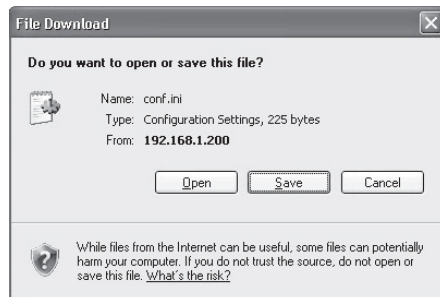 File Download
Do you want to open or save this file?
Name: conf.ini
Type: Configuration Settings, 225 bytes
From: 192.168.1.200
Open Save Cancel
While files from the Internet can be useful, some files can potentially
harm your computer. If you do not trust the source, do not open or
save this file. What's the risk?